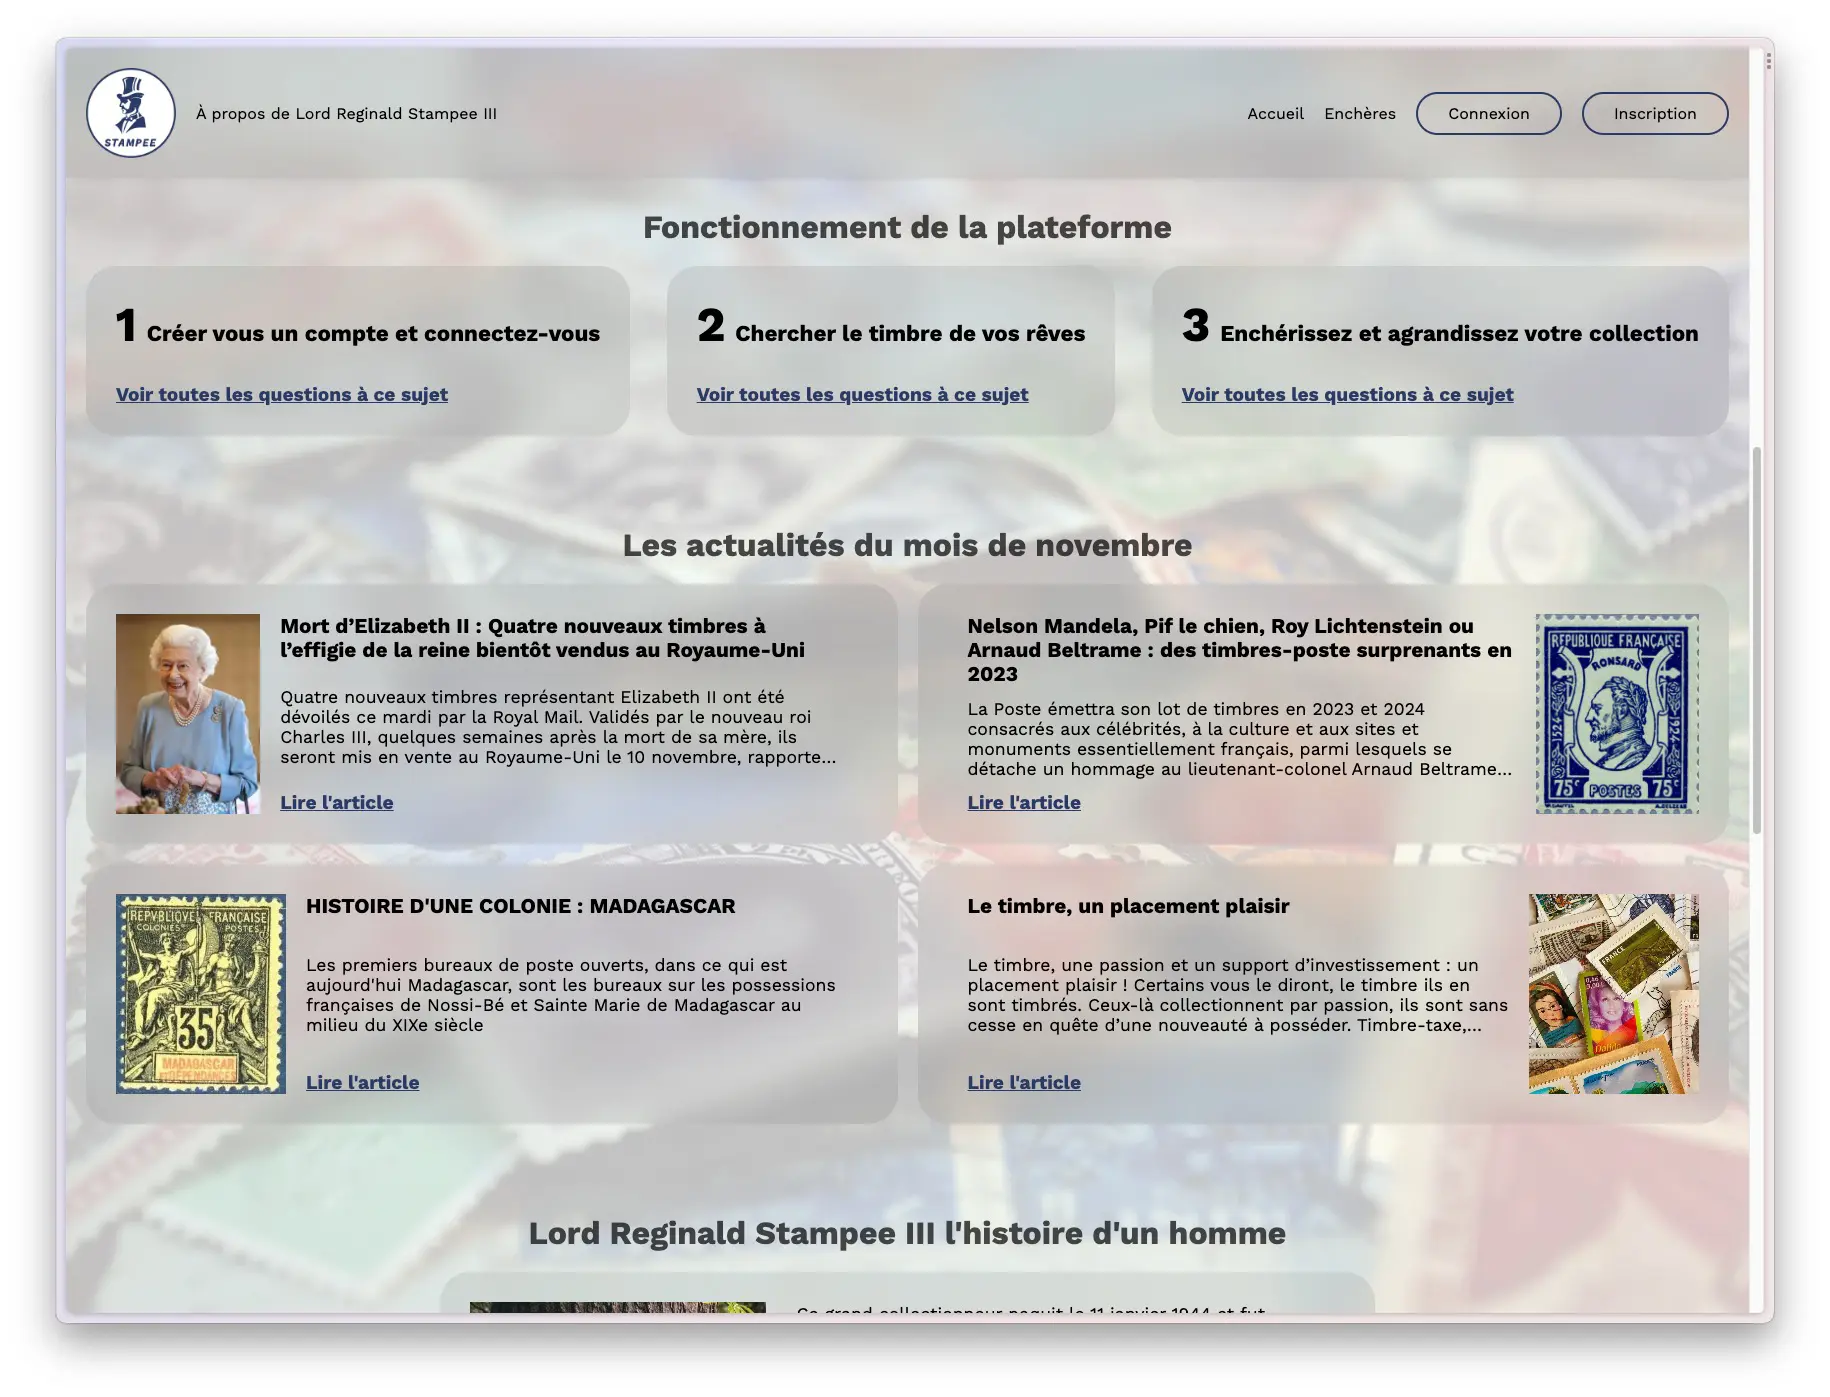 STAMPEE
À propos de Lord Reginald Stampee III
Accueil
Enchères
Connexion
Inscription
Fonctionnement de la plateforme
1 Créer vous un compte et connectez-vous
Voir toutes les questions à ce sujet
2 Chercher le timbre de vos rêves
Voir toutes les questions à ce sujet
3 Enchérissez et agrandissez votre collection
Voir toutes les questions à ce sujet
Les actualités du mois de novembre
Mort d’Elizabeth II : Quatre nouveaux timbres à
l’effigie de la reine bientôt vendus au Royaume-Uni
Quatre nouveaux timbres représentant Elizabeth II ont été
dévoilés ce mardi par la Royal Mail. Validés par le nouveau roi
Charles III, quelques semaines après la mort de sa mère, ils
seront mis en vente au Royaume-Uni le 10 novembre, rapporte...
Lire l'article
Nelson Mandela, Pif le chien, Roy Lichtenstein ou
Arnaud Beltrame : des timbres-poste surprenants en
2023
La Poste émettra son lot de timbres en 2023 et 2024
consacrés aux célébrités, à la culture et aux sites et
monuments essentiellement français, parmi lesquels se
détache un hommage au lieutenant-colonel Arnaud Beltrame...
Lire l'article
REPUBLIQUE FRANÇAISE
RONSARD
1524
1924
75c POSTES 75c
REPVBLIQVE FRANÇAISE
COLONIES POSTES
35
MADAGASCAR
HISTOIRE D'UNE COLONIE : MADAGASCAR
Les premiers bureaux de poste ouverts, dans ce qui est
aujourd'hui Madagascar, sont les bureaux sur les possessions
françaises de Nossi-Bé et Sainte Marie de Madagascar au
milieu du XIXe siècle
Lire l'article
Le timbre, un placement plaisir
Le timbre, une passion et un support d’investissement : un
placement plaisir ! Certains vous le diront, le timbre ils en
sont timbrés. Ceux-là collectionnent par passion, ils sont sans
cesse en quête d’une nouveauté à posséder. Timbre-taxe,...
Lire l'article
FRANCE
Dalida
Lord Reginald Stampee III l'histoire d'un homme
Ce grand collectionneur naquit le 11 janvier 1944 et fut